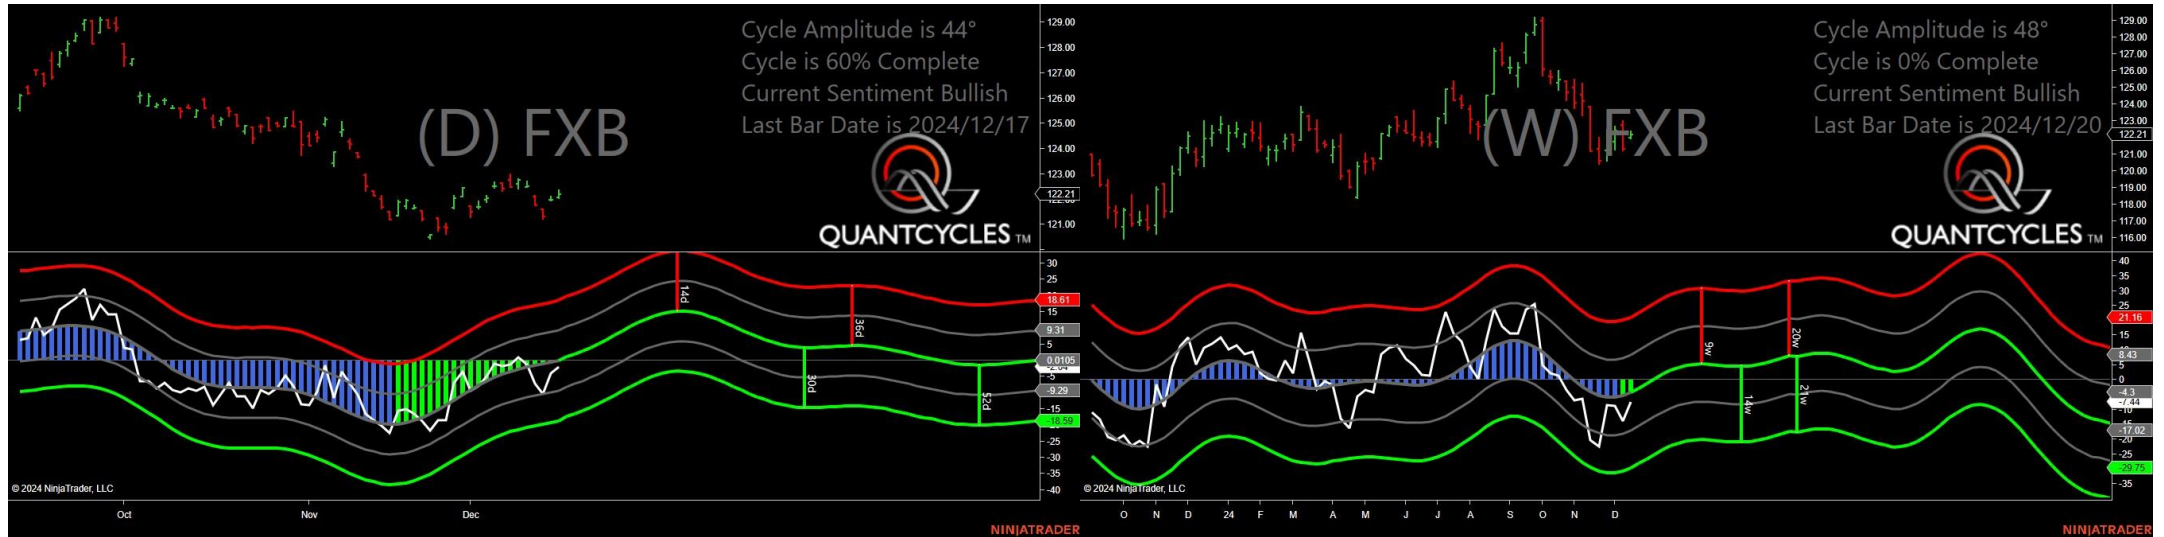 Cycle Amplitude is 44°
Cycle is 60% Complete
Current Sentiment Bullish
Last Bar Date is 2024/12/17
(D) FXB
QUANTCYCLES TM
129.00
128.00
127.00
126.00
125.00
124.00
123.00
122.21
121.00
14d
30d
36d
52d
30
25
18.61
15
9.31
5
0.0105
-2.64
-5
-9.29
-15
-18.59
-25
-30
-35
-40
© 2024 NinjaTrader, LLC
Oct Nov Dec
NINJATRADER
Cycle Amplitude is 48°
Cycle is 0% Complete
Current Sentiment Bullish
Last Bar Date is 2024/12/20
(W) FXB
QUANTCYCLES TM
129.00
128.00
127.00
126.00
125.00
124.00
123.00
122.21
121.00
120.00
119.00
118.00
117.00
116.00
9w
14w
20w
21w
40
35
30
25
21.16
15
8.43
5
0
-4.3
-7.44
-10
-17.02
-20
-25
-29.75
-35
© 2024 NinjaTrader, LLC
O N D 24 F M A M J J A S O N D
NINJATRADER